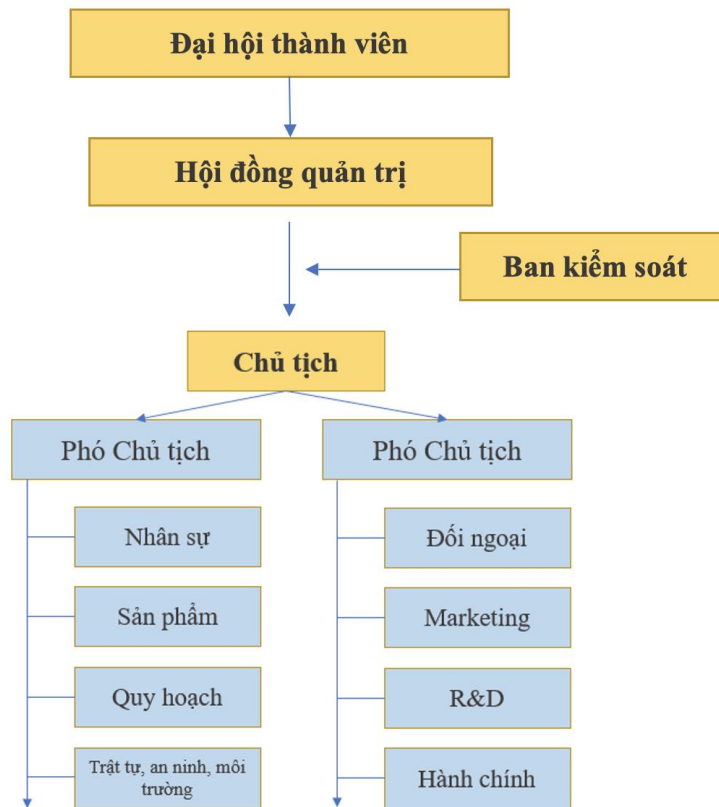 Đại hội thành viên
Hội đồng quản trị
Ban kiểm soát
Chủ tịch
Phó Chủ tịch
Nhân sự
Sản phẩm
Quy hoạch
Trật tự, an ninh, môi
trường
Phó Chủ tịch
Đối ngoại
Marketing
R&D
Hành chính